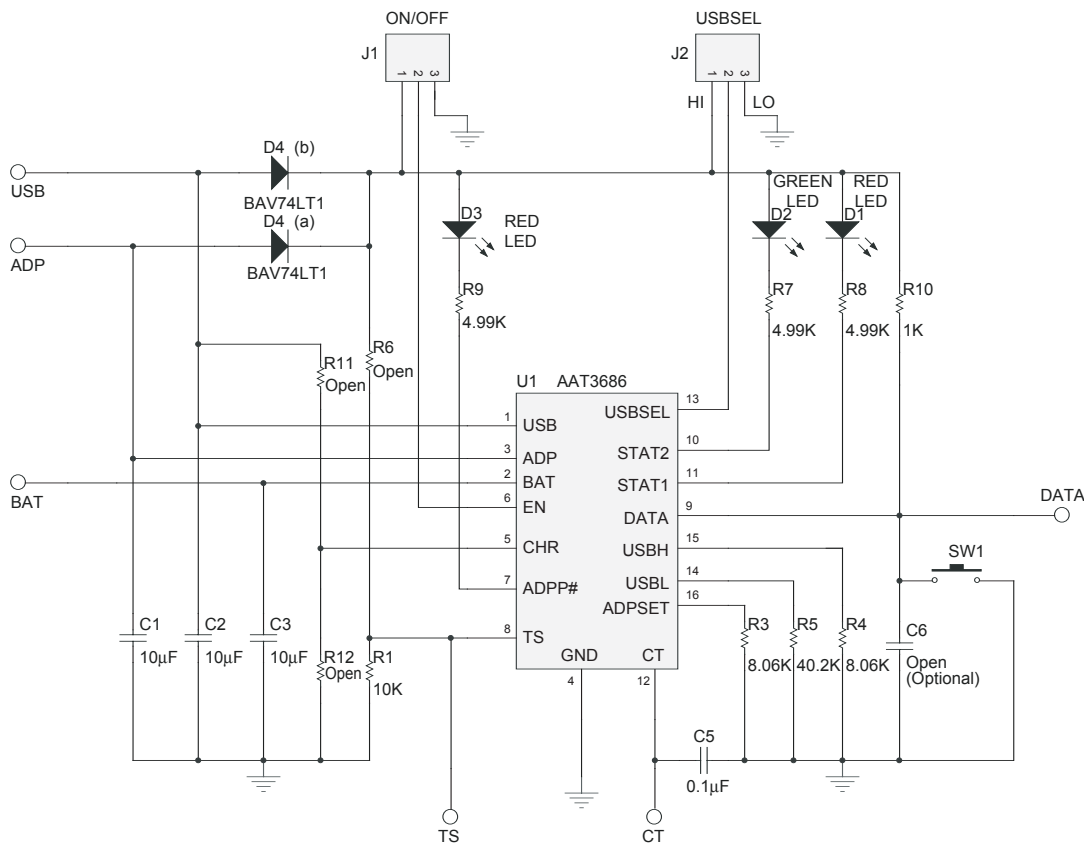 ON/OFF
USBSEL
J1
1 2 3
J2
1 2 3
HI
LO
D4 (b)
BAV74LT1
USB
D4 (a)
BAV74LT1
ADP
D3
RED
LED
GREEN
LED
D2
RED
LED
D1
R9
4.99K
R7
4.99K
R8
4.99K
R10
1K
R11
Open
R6
Open
U1 AAT3686
1 USB
3 ADP
2 BAT
6 EN
5 CHR
7 ADPP#
8 TS
USBSEL 13
STAT2 10
STAT1 11
DATA 9
USBH 15
USBL 14
ADPSET 16
GND
4
CT
12
BAT
DATA
SW1
C1
10µF
C2
10µF
C3
10µF
R12
Open
R1
10K
R3
8.06K
R5
40.2K
R4
8.06K
C6
Open
(Optional)
C5
0.1µF
TS
CT